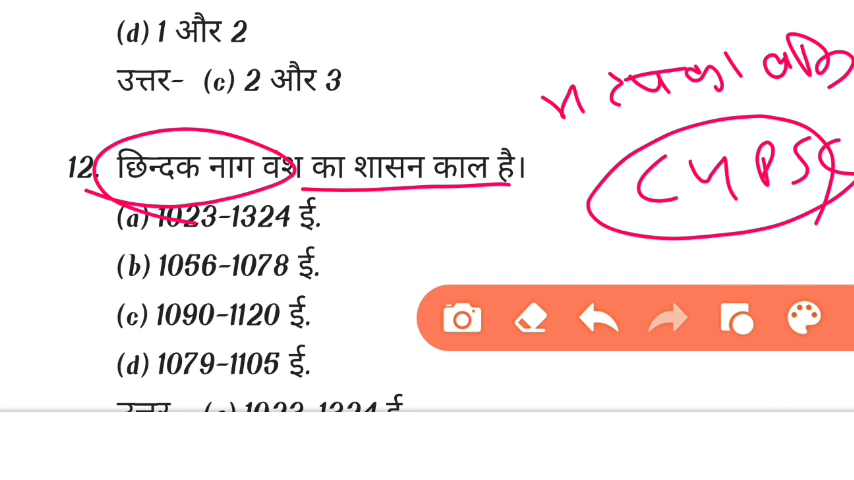 (d) 1 और 2
उत्तर- (c) 2 और 3
12. छिन्दक नाग वश का शासन काल है।
(a) 1023-1324 ई.
(b) 1056-1078 ई.
(c) 1090-1120 ई.
(d) 1079-1105 ई.